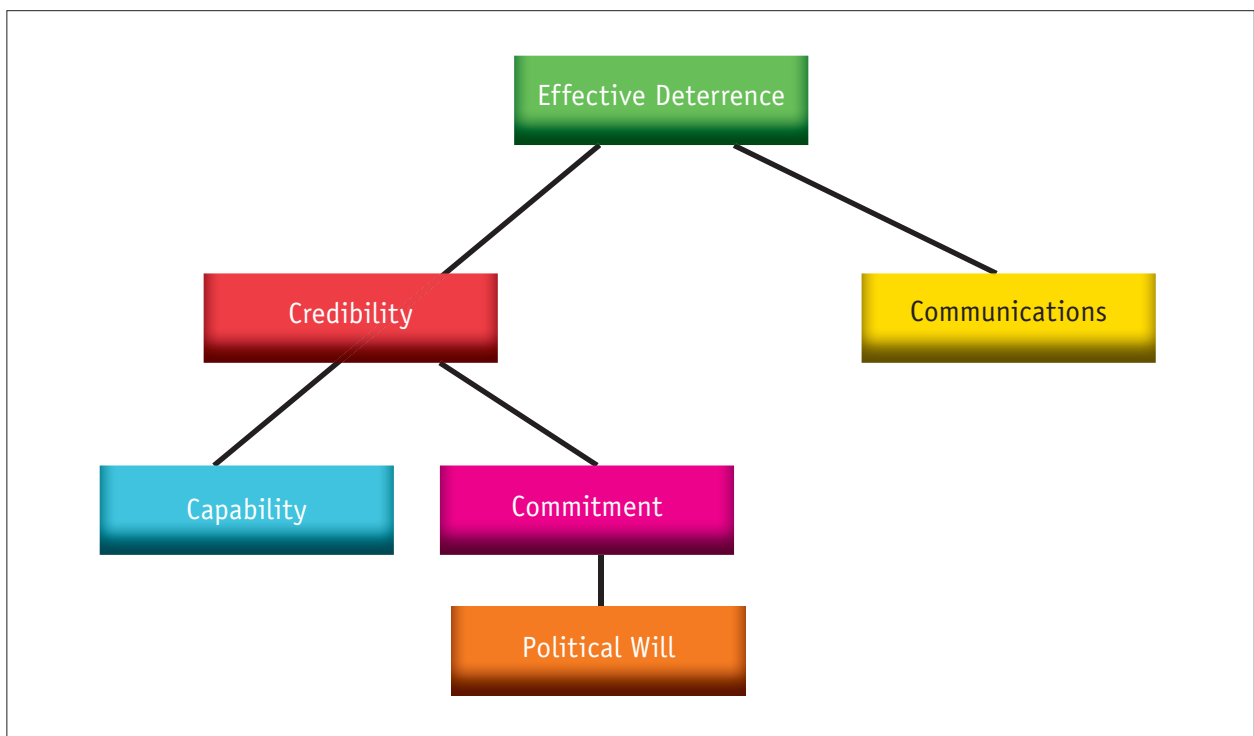 Effective Deterrence
Credibility
Communications
Capability
Commitment
Political Will